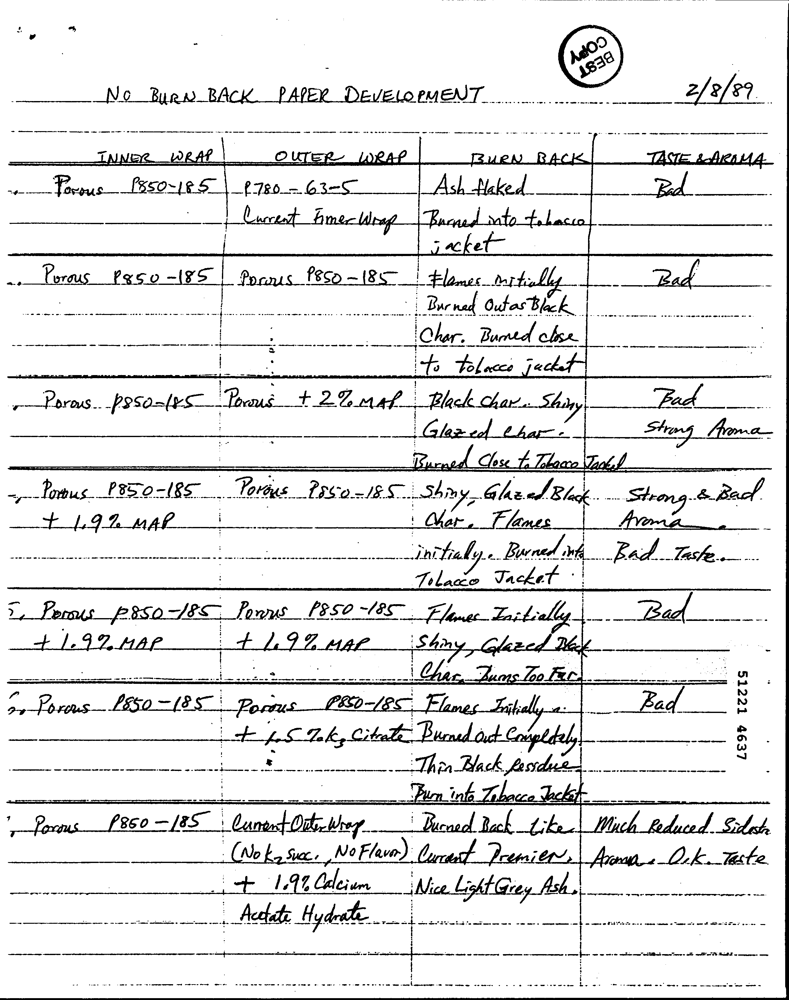 BEST
COPY
NO BURN BACK PAPER DEVELOPMENT 2/8/89
INNER WRAP OUTER WRAP BURN BACK TASTE & AROMA
Porous P850-185 P780-63-5 Ash flaked Bad
Current Inner Wrap Burned into tobacco
jacket
Porous P850-185 Porous P850-185 Flames initially Bad
Burned Out as Black
Char. Burned close
to tobacco jacket
Porous P850-185 Porous + 2% MAP Black char. Shiny Bad
Glazed char. Strong Aroma
Burned Close to Tobacco Jacket
Porous P850-185 Porous P850-185 Shiny, Glazed Black Strong & Bad
+ 1.9% MAP Char. Flames Aroma.
initially. Burned into Bad Taste.
Tobacco Jacket
5, Porous P850-185 Porous P850-185 Flames Initially Bad
+ 1.9% MAP + 1.9% MAP Shiny, Glazed Black
Char. Burns Too Far.
6. Porous P850-185 Porous P850-185 Flames Initially Bad
+ 1.5% K3 Citrate Burned out Completely
Thin Black Residue
Burn into Tobacco Jacket
Porous P860-185 Current Outer Wrap Burned Back Like Much Reduced Sidestr
(No K2 Succ., No Flavor) Current Premier. Aroma. O.K. Taste
+ 1.9% Calcium Nice Light Grey Ash.
Acetate Hydrate
51221 4637